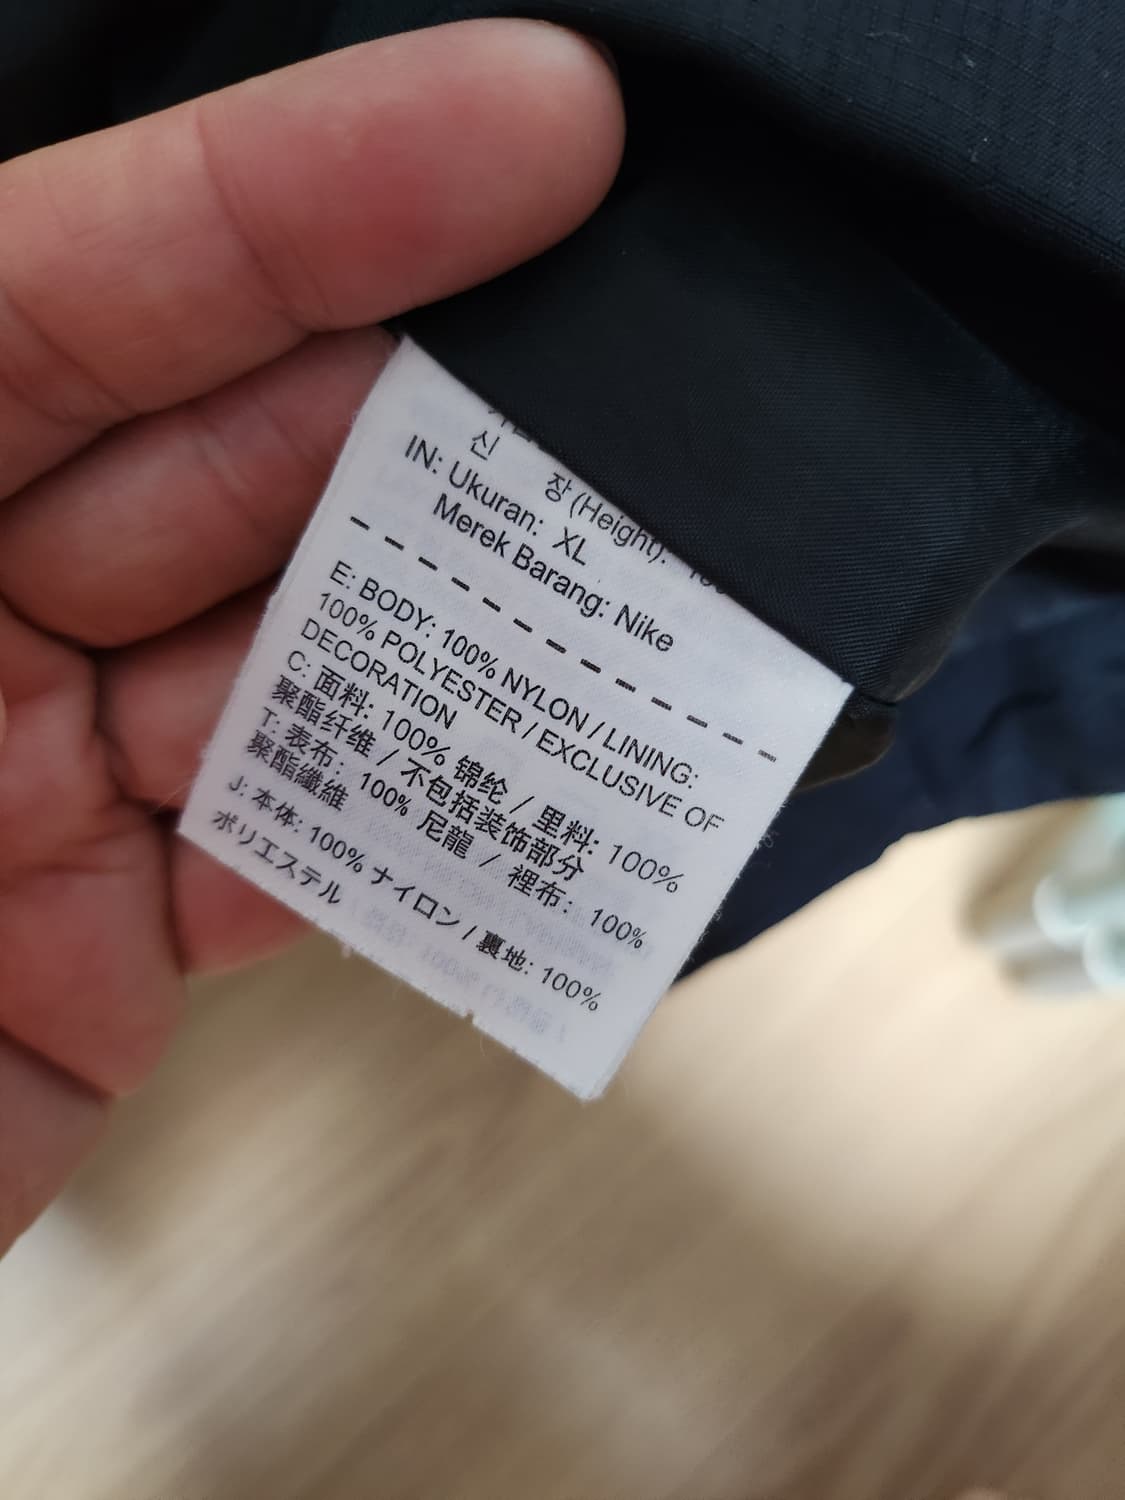 신 장 (Height):
IN: Ukuran: XL
Merek Barang: Nike
E: BODY: 100% NYLON / LINING:
100% POLYESTER / EXCLUSIVE OF
DECORATION
C: 面料: 100% 锦纶 / 里料: 100%
聚酯纤维 / 不包括装饰部分
T: 表布: 100% 尼龍 / 裡布: 100%
聚酯纖維
J: 本体: 100% ナイロン / 裏地: 100%
ポリエステル